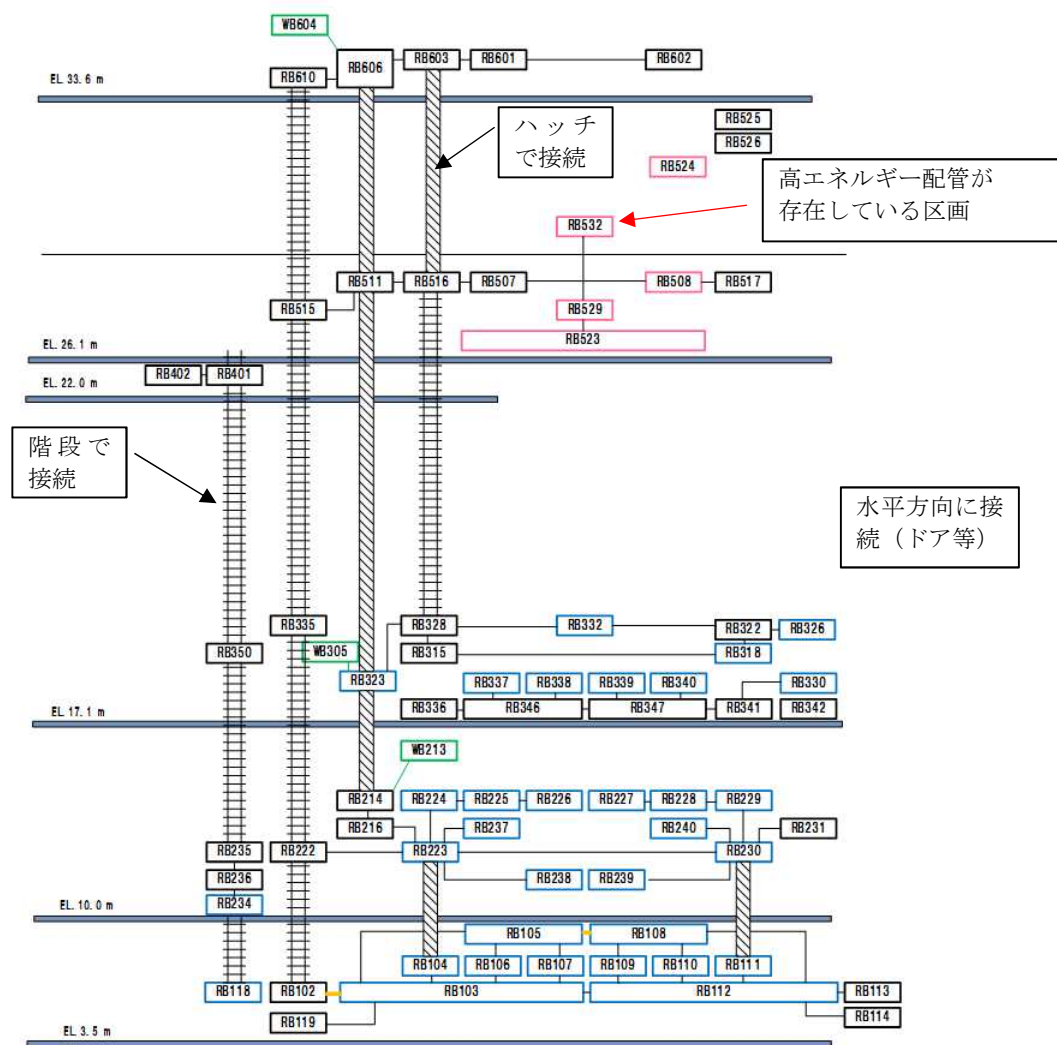 WB604
RB606
RB603
RB601
RB602
RB610
EL 33.6 m
RB525
RB526
RB524
ハッチ
で接続
高エネルギー配管が
存在している区画
RB532
RB511
RB516
RB507
RB508
RB517
RB515
RB529
RB523
EL. 26.1 m
RB402
RB401
EL. 22.0 m
階段で
接続
水平方向に接
続（ドア等）
RB335
RB328
RB332
RB322
RB326
RB350
WB305
RB315
RB318
RB323
RB337
RB338
RB339
RB340
RB330
RB336
RB346
RB347
RB341
RB342
EL. 17.1 m
WB213
RB214
RB224
RB225
RB226
RB227
RB228
RB229
RB216
RB237
RB240
RB231
RB235
RB222
RB223
RB230
RB236
RB238
RB239
RB234
EL. 10.0 m
RB105
RB108
RB104
RB106
RB107
RB109
RB110
RB111
RB118
RB102
RB103
RB112
RB113
RB119
RB114
EL 3.5 m